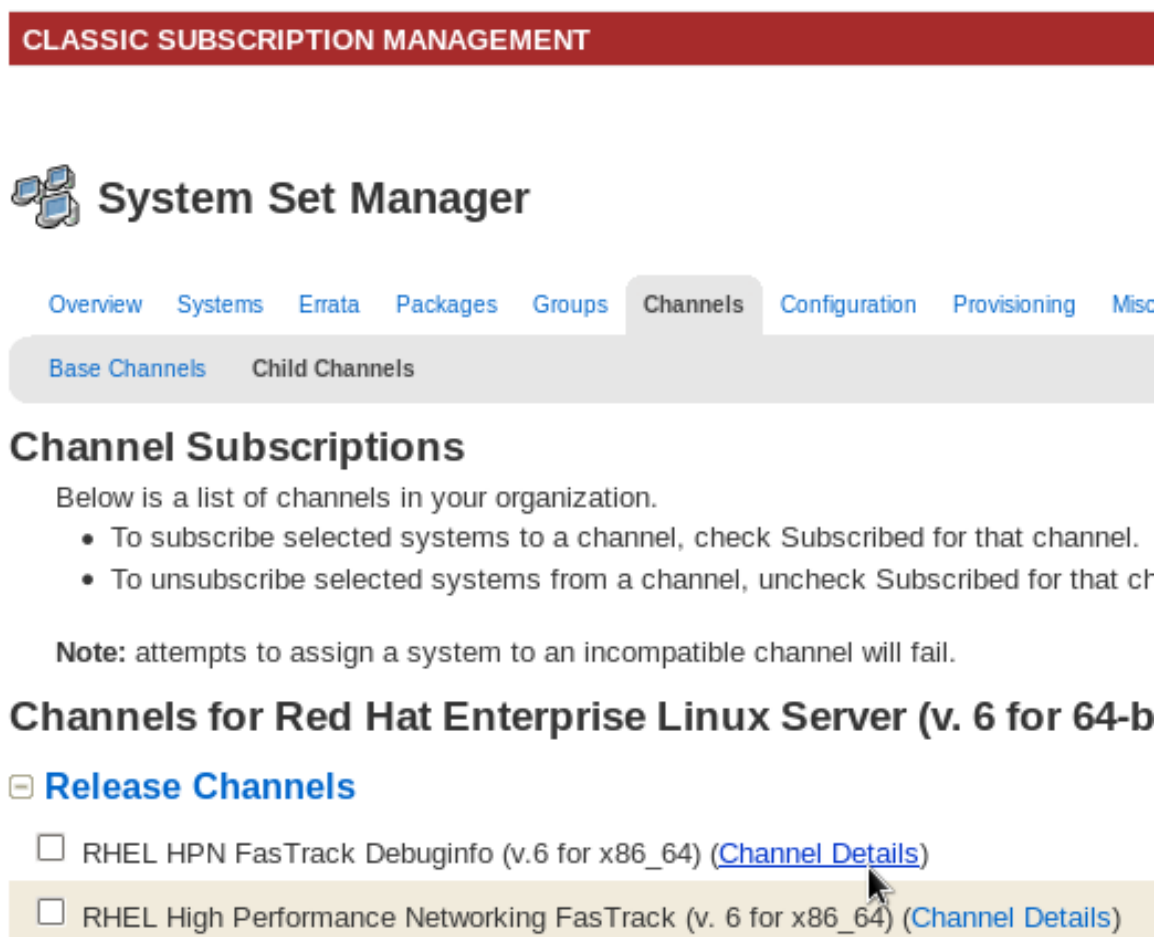 CLASSIC SUBSCRIPTION MANAGEMENT
System Set Manager
Overview Systems Errata Packages Groups Channels Configuration Provisioning Misc
Base Channels Child Channels
Channel Subscriptions
Below is a list of channels in your organization.
• To subscribe selected systems to a channel, check Subscribed for that channel.
• To unsubscribe selected systems from a channel, uncheck Subscribed for that ch
Note: attempts to assign a system to an incompatible channel will fail.
Channels for Red Hat Enterprise Linux Server (v. 6 for 64-b
Release Channels
RHEL HPN FasTrack Debuginfo (v.6 for x86_64) (Channel Details)
RHEL High Performance Networking FasTrack (v. 6 for x86_64) (Channel Details)